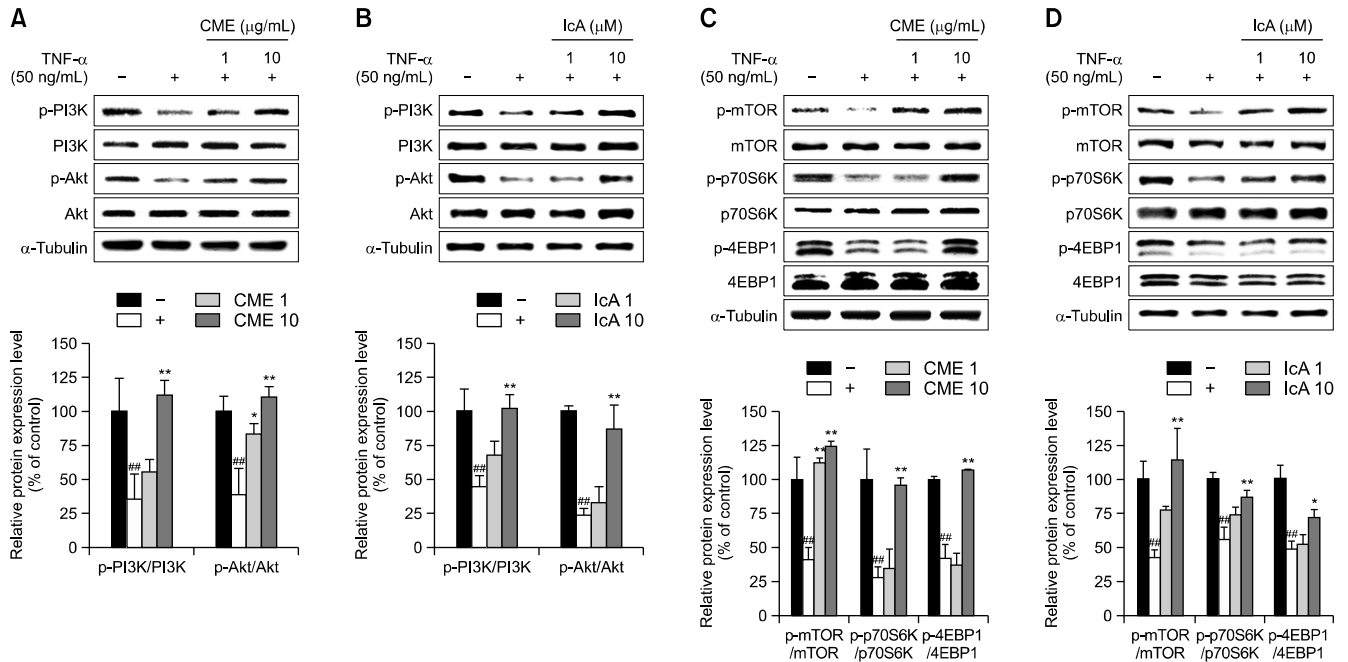 A
CME (μg/mL)
TNF-α 1 10
(50 ng/mL) − + + +
p-PI3K
PI3K
p-Akt
Akt
α-Tubulin
− CME 1
+ CME 10
Relative protein expression level
(% of control)
150
125
100
75
50
25
0
## ** ## * **
p-PI3K/PI3K p-Akt/Akt
B
IcA (μM)
TNF-α 1 10
(50 ng/mL) − + + +
p-PI3K
PI3K
p-Akt
Akt
α-Tubulin
− IcA 1
+ IcA 10
Relative protein expression level
(% of control)
150
125
100
75
50
25
0
## ** ## **
p-PI3K/PI3K p-Akt/Akt
C
CME (μg/mL)
TNF-α 1 10
(50 ng/mL) − + + +
p-mTOR
mTOR
p-p70S6K
p70S6K
p-4EBP1
4EBP1
α-Tubulin
− CME 1
+ CME 10
Relative protein expression level
(% of control)
150
125
100
75
50
25
0
## ** ** ## ** ## **
p-mTOR p-p70S6K p-4EBP1
/mTOR /p70S6K /4EBP1
D
IcA (μM)
TNF-α 1 10
(50 ng/mL) − + + +
p-mTOR
mTOR
p-p70S6K
p70S6K
p-4EBP1
4EBP1
α-Tubulin
− IcA 1
+ IcA 10
Relative protein expression level
(% of control)
150
125
100
75
50
25
0
## ** ## ** ## *
p-mTOR p-p70S6K p-4EBP1
/mTOR /p70S6K /4EBP1